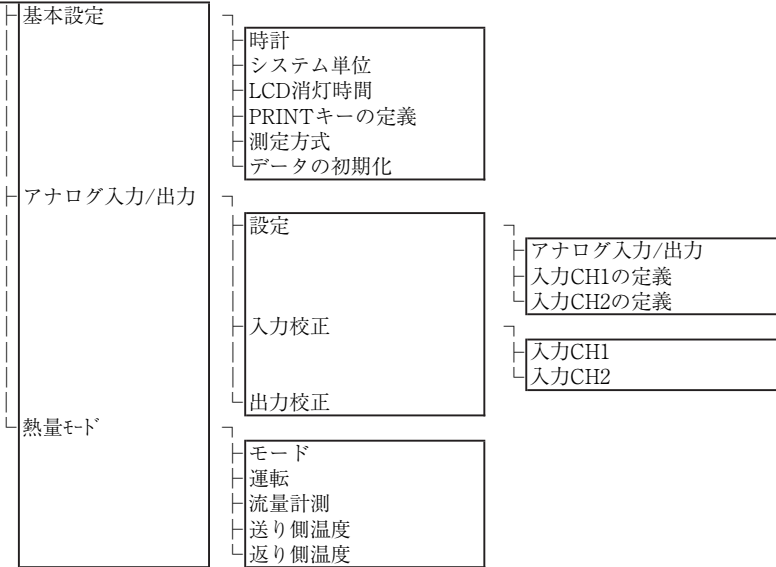 基本設定
時計
システム単位
LCD消灯時間
PRINTキーの定義
測定方式
データの初期化
アナログ入力/出力
設定
アナログ入力/出力
入力CH1の定義
入力CH2の定義
入力校正
入力CH1
入力CH2
出力校正
熱量ﾓｰﾄﾞ
モード
運転
流量計測
送り側温度
返り側温度